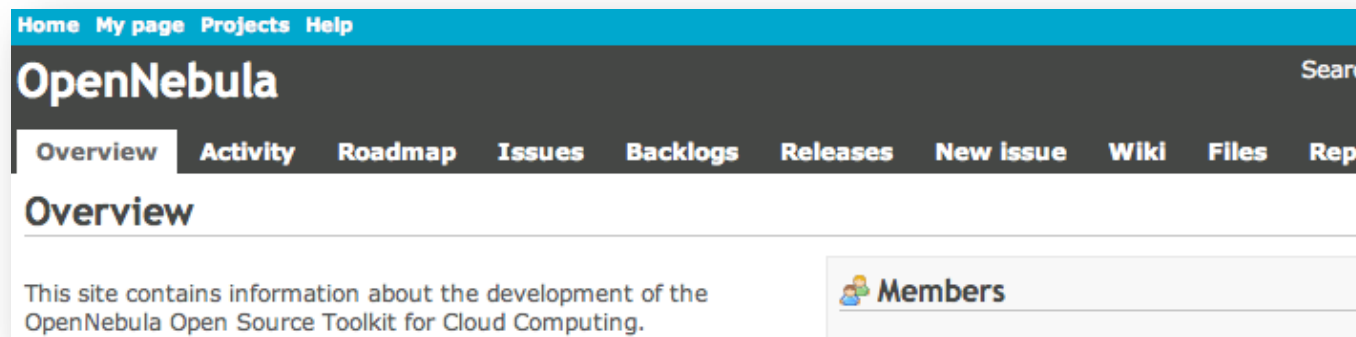 Home My page Projects Help
OpenNebula
Overview Activity Roadmap Issues Backlogs Releases New issue Wiki Files
Overview
This site contains information about the development of the
OpenNebula Open Source Toolkit for Cloud Computing.
Members